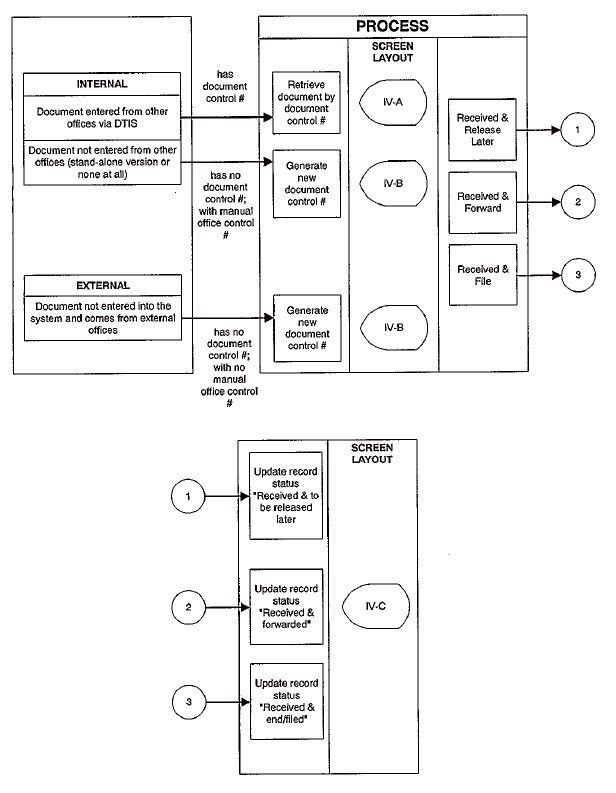 PROCESS
SCREEN
LAYOUT
INTERNAL
Document entered from other
offices via DTIS
Document not entered from other
offices (stand-alone version or
none at all)
has
document
control #
Retrieve
document by
document
control #
IV-A
has no
document
control #;
with manual
office control
#
Generate
new
document
control #
IV-B
Received &
Release
Later
1
Received &
Forward
2
Received &
File
3
EXTERNAL
Document not entered into the
system and comes from external
offices
has no
document
control #;
with no
manual
office control
#
Generate
new
document
control #
IV-B
SCREEN
LAYOUT
1
Update record
status
"Received & to
be released
later
2
Update record
status
"Received &
forwarded"
IV-C
3
Update record
status
"Received &
end/filed"